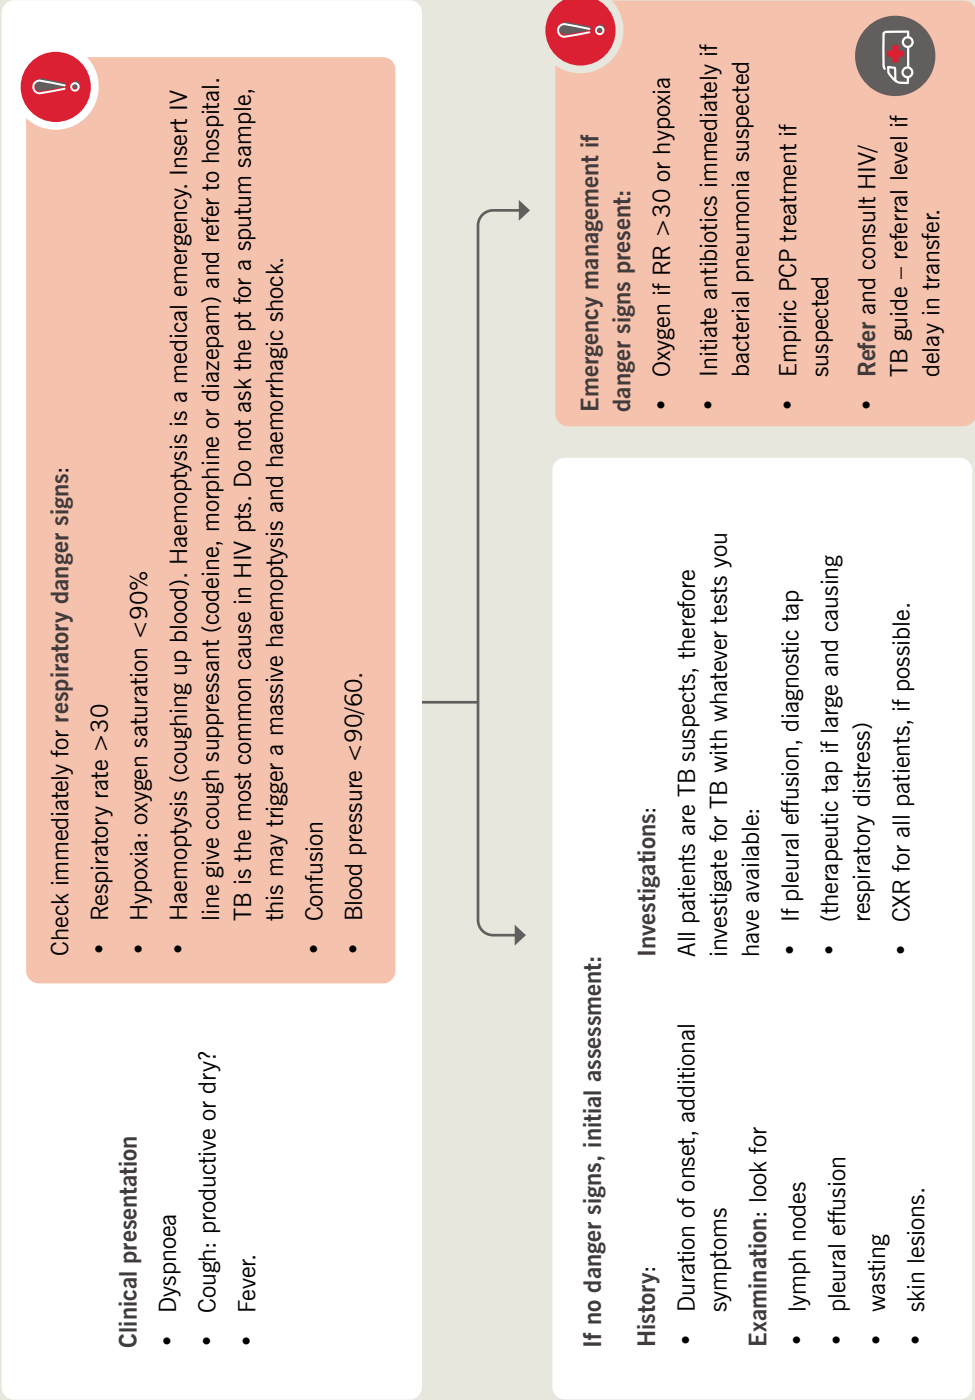 Clinical presentation
• Dyspnoea
• Cough: productive or dry?
• Fever.
Check immediately for respiratory danger signs:
• Respiratory rate >30
• Hypoxia: oxygen saturation <90%
• Haemoptysis (coughing up blood). Haemoptysis is a medical emergency. Insert IV
line give cough suppressant (codeine, morphine or diazepam) and refer to hospital.
TB is the most common cause in HIV pts. Do not ask the pt for a sputum sample,
this may trigger a massive haemoptysis and haemorrhagic shock.
• Confusion
• Blood pressure <90/60.
If no danger signs, initial assessment:
History:
• Duration of onset, additional
symptoms
Examination: look for
• lymph nodes
• pleural effusion
• wasting
• skin lesions.
Investigations:
All patients are TB suspects, therefore
investigate for TB with whatever tests you
have available:
• If pleural effusion, diagnostic tap
• (therapeutic tap if large and causing
respiratory distress)
• CXR for all patients, if possible.
Emergency management if
danger signs present:
• Oxygen if RR >30 or hypoxia
• Initiate antibiotics immediately if
bacterial pneumonia suspected
• Empiric PCP treatment if
suspected
• Refer and consult HIV/
TB guide – referral level if
delay in transfer.